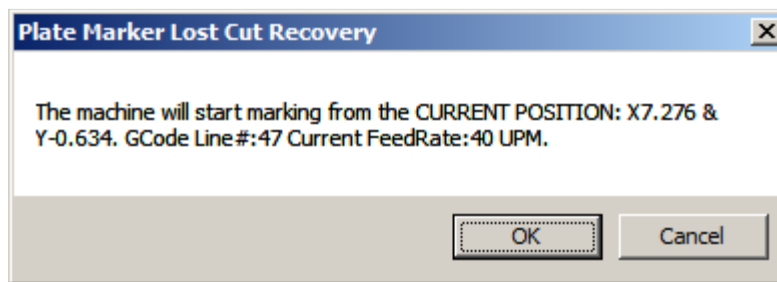 Plate Marker Lost Cut Recovery
The machine will start marking from the CURRENT POSITION: X7.276 &
Y-0.634. GCode Line#:47 Current FeedRate:40 UPM.
OK
Cancel